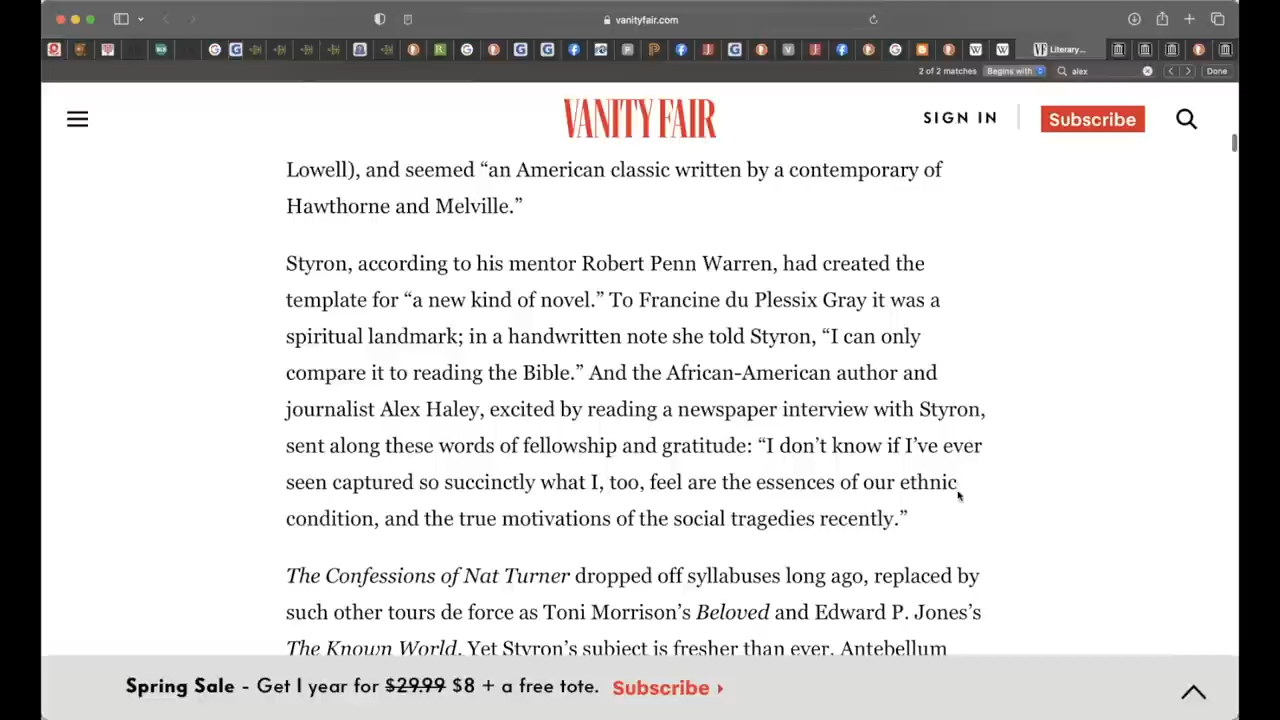 vanityfair.com
Literary...
2 of 2 matches Begins with alex Done
VANITY FAIR SIGN IN Subscribe
Lowell), and seemed “an American classic written by a contemporary of
Hawthorne and Melville.”
Styron, according to his mentor Robert Penn Warren, had created the
template for “a new kind of novel.” To Francine du Plessix Gray it was a
spiritual landmark; in a handwritten note she told Styron, “I can only
compare it to reading the Bible.” And the African-American author and
journalist Alex Haley, excited by reading a newspaper interview with Styron,
sent along these words of fellowship and gratitude: “I don’t know if I’ve ever
seen captured so succinctly what I, too, feel are the essences of our ethnic
condition, and the true motivations of the social tragedies recently.”
The Confessions of Nat Turner dropped off syllabuses long ago, replaced by
such other tours de force as Toni Morrison’s Beloved and Edward P. Jones’s
The Known World. Yet Styron’s subject is fresher than ever. Antebellum
Spring Sale - Get 1 year for $29.99 $8 + a free tote. Subscribe